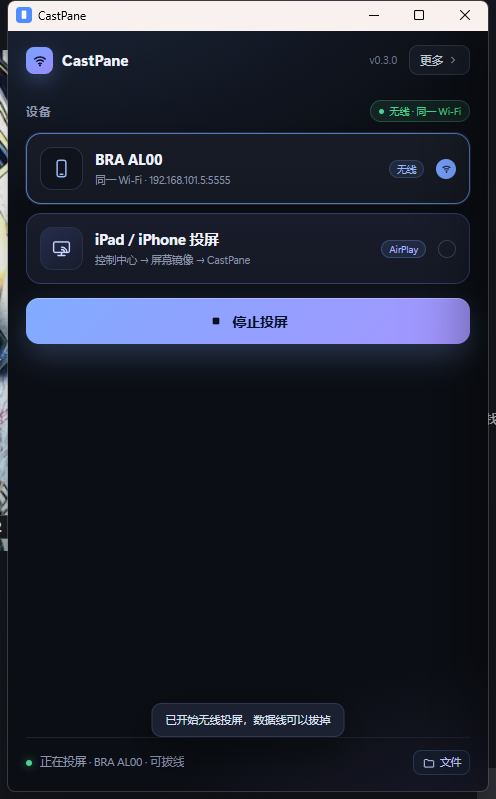 CastPane
CastPane
v0.3.0
更多
设备
无线 · 同一 Wi-Fi
BRA AL00
同一 Wi-Fi · 192.168.101.5:5555
无线
iPad / iPhone 投屏
控制中心 → 屏幕镜像 → CastPane
AirPlay
停止投屏
已开始无线投屏，数据线可以拔掉
正在投屏 · BRA AL00 · 可拔线
文件